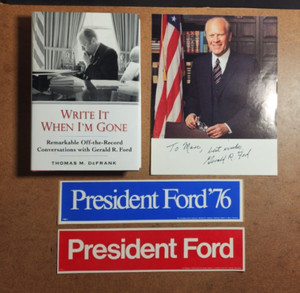 WRITE IT
WHEN I'M GONE
Remarkable Off-the-Record
Conversations with Gerald R. Ford
THOMAS M. DEFRANK
To
best wishes
Gerald R. Ford
President Ford '76
President Ford